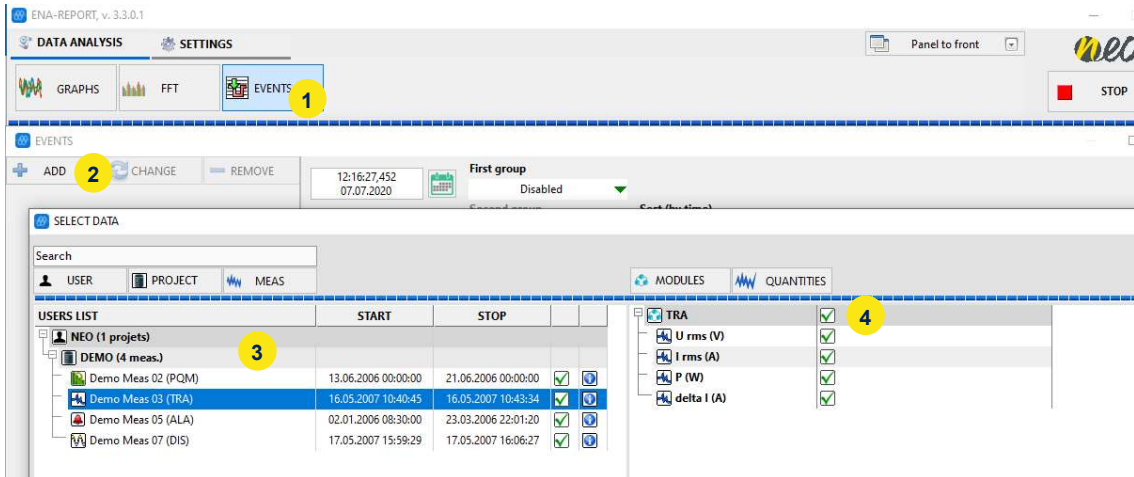 ENA-REPORT, v. 3.3.0.1
DATA ANALYSIS SETTINGS Panel to front
neo
GRAPHS FFT EVENTS 1 STOP
EVENTS
ADD 2 CHANGE REMOVE
First group
12:16:27,452
07.07.2020
Disabled
Second group Sort (by time)
SELECT DATA
Search
USER PROJECT MEAS MODULES QUANTITIES
USERS LIST START STOP TRA 4
NEO (1 projets) U rms (V)
DEMO (4 meas.) 3 I rms (A)
Demo Meas 02 (PQM) 13.06.2006 00:00:00 21.06.2006 00:00:00 P (W)
Demo Meas 03 (TRA) 16.05.2007 10:40:45 16.05.2007 10:43:34 delta I (A)
Demo Meas 05 (ALA) 02.01.2006 08:30:00 23.03.2006 22:01:20
Demo Meas 07 (DIS) 17.05.2007 15:59:29 17.05.2007 16:06:27